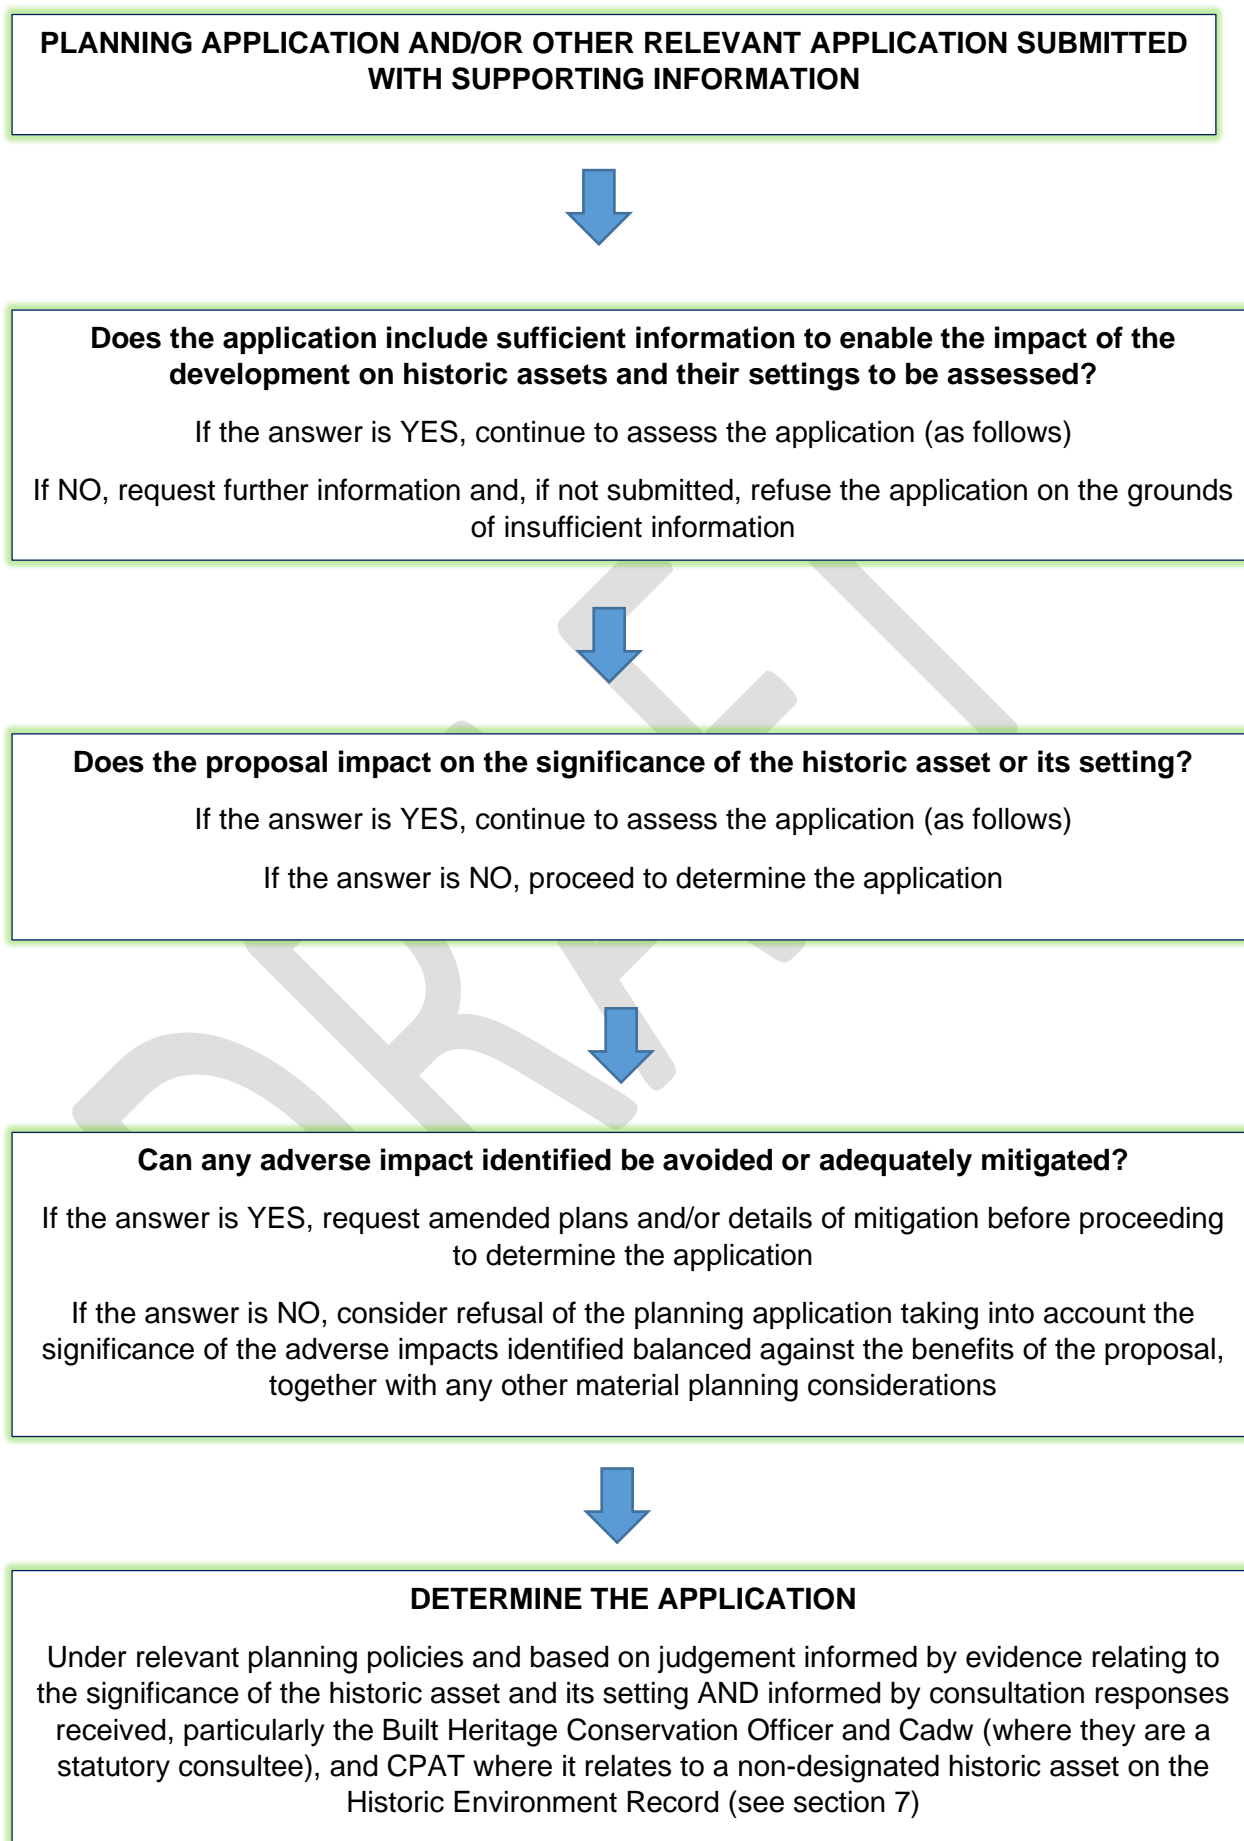 PLANNING APPLICATION AND/OR OTHER RELEVANT APPLICATION SUBMITTED
WITH SUPPORTING INFORMATION
Does the application include sufficient information to enable the impact of the
development on historic assets and their settings to be assessed?
If the answer is YES, continue to assess the application (as follows)
If NO, request further information and, if not submitted, refuse the application on the grounds
of insufficient information
Does the proposal impact on the significance of the historic asset or its setting?
If the answer is YES, continue to assess the application (as follows)
If the answer is NO, proceed to determine the application
DRAFT
Can any adverse impact identified be avoided or adequately mitigated?
If the answer is YES, request amended plans and/or details of mitigation before proceeding
to determine the application
If the answer is NO, consider refusal of the planning application taking into account the
significance of the adverse impacts identified balanced against the benefits of the proposal,
together with any other material planning considerations
DETERMINE THE APPLICATION
Under relevant planning policies and based on judgement informed by evidence relating to
the significance of the historic asset and its setting AND informed by consultation responses
received, particularly the Built Heritage Conservation Officer and Cadw (where they are a
statutory consultee), and CPAT where it relates to a non-designated historic asset on the
Historic Environment Record (see section 7)